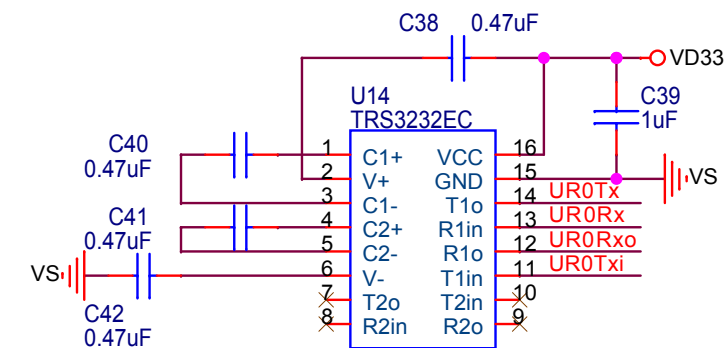 C38 0.47uF
VD33
U14
TRS3232EC
C39
1uF
C40
0.47uF
1 C1+ VCC 16
2 V+ GND 15
VS
3 C1- T1o 14 UR0Tx
C41
0.47uF
4 C2+ R1in 13 UR0Rx
5 C2- R1o 12 UR0Rxo
VS
6 V- T1in 11 UR0Txi
7 T2o T2in 10
8 R2in R2o 9
C42
0.47uF